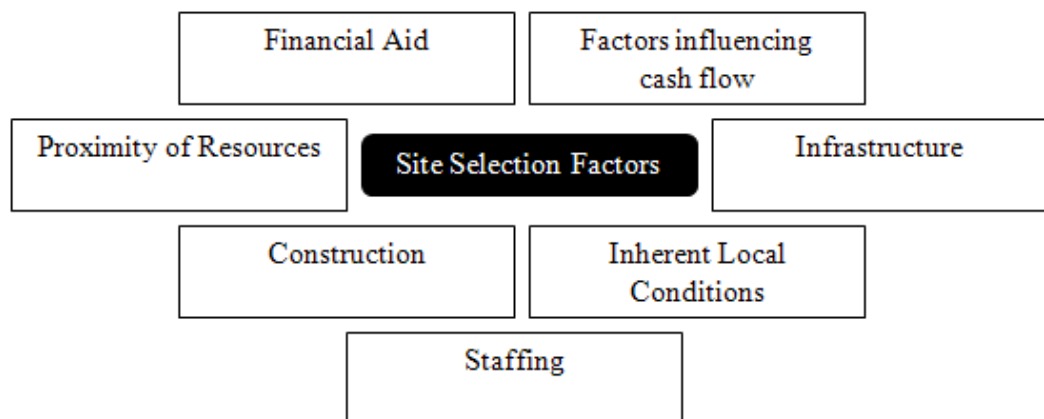 Financial Aid
Factors influencing
cash flow
Proximity of Resources
Site Selection Factors
Infrastructure
Construction
Inherent Local
Conditions
Staffing